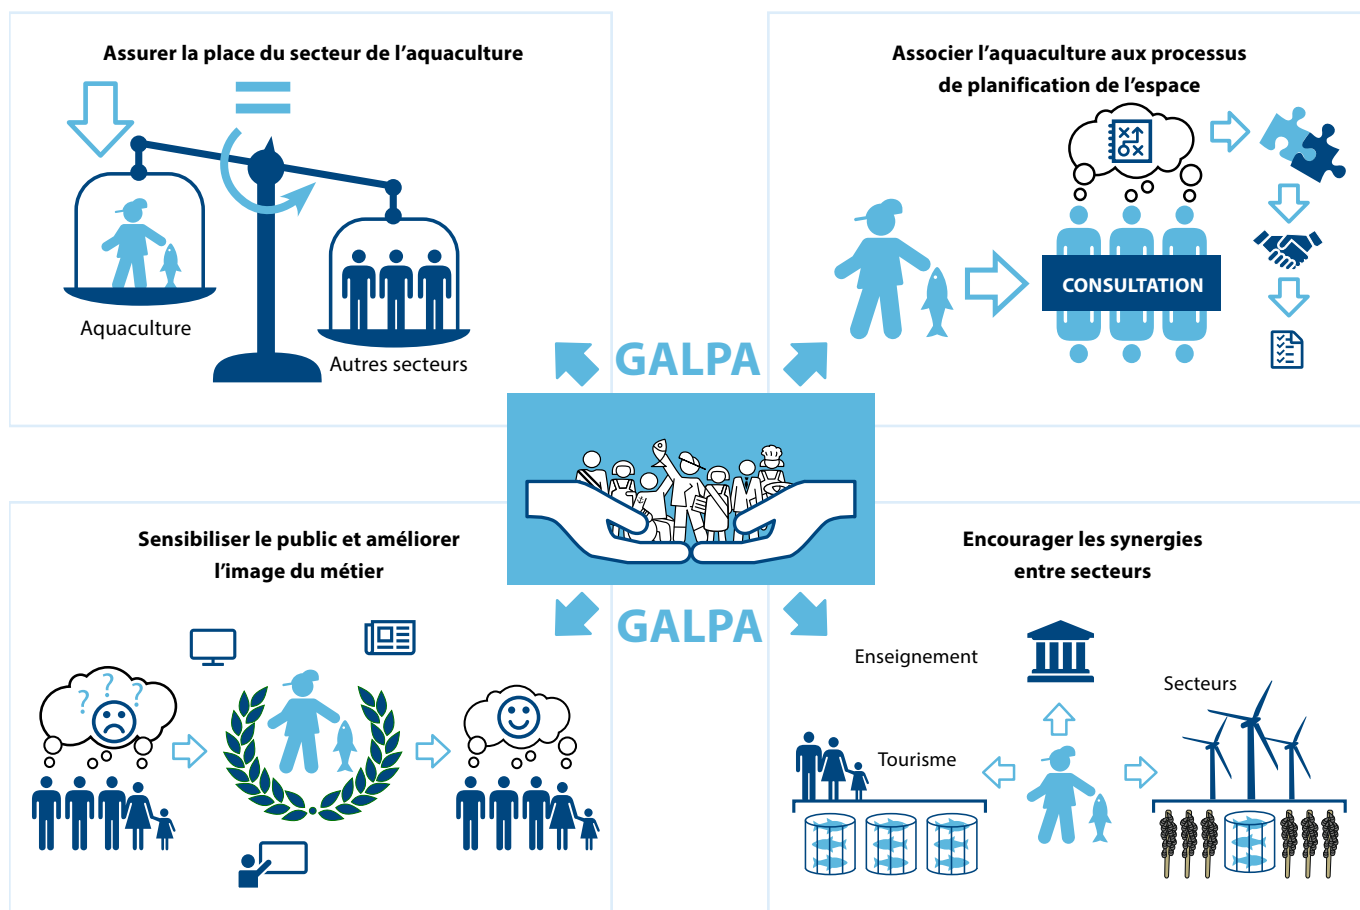 Assurer la place du secteur de l’aquaculture
Aquaculture
Autres secteurs
Associer l’aquaculture aux processus
de planification de l’espace
CONSULTATION
GALPA
GALPA
Sensibiliser le public et améliorer
l’image du métier
? ? ?
Encourager les synergies
entre secteurs
Enseignement
Secteurs
Tourisme